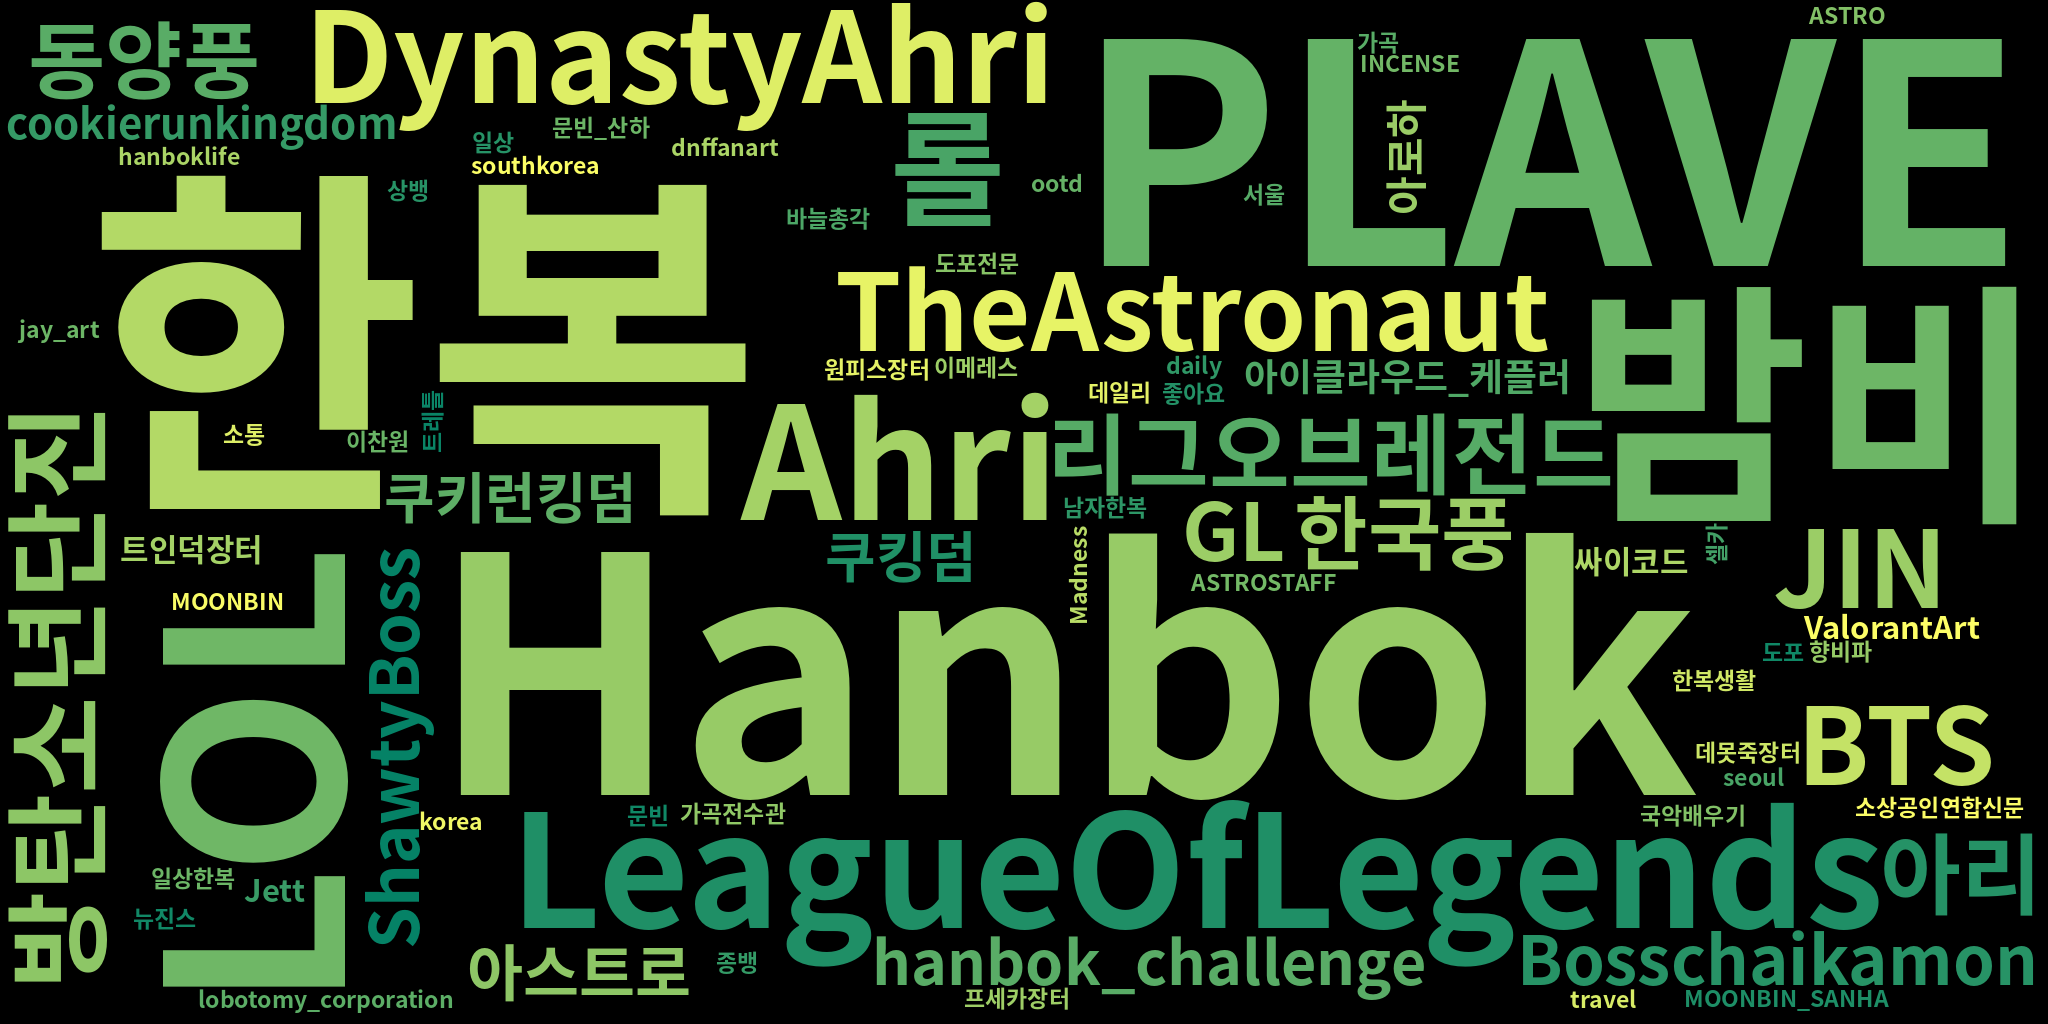 ASTRO
동양풍
DynastyAhri
PLAVE
가곡
INCENSE
cookierunkingdom
문빈_산하
일상
dnffanart
hanboklife
southkorea
롤
아로하
상뱅
ootd
서울
바늘총각
한복
도포전문
TheAstronaut
밤비
jay_art
원피스장터
이메레스
daily
아이클라우드_케플러
데일리
좋아요
소통
이찬원
트레틀
Ahri
리그오브레전드
쿠키런킹덤
남자한복
GL
한국풍
방탄소년단진
트인덕장터
쿠킹덤
Madness
싸이코드
셀카
JIN
ASTROSTAFF
MOONBIN
LOL
ShawtyBoss
Hanbok
ValorantArt
도포
향비파
한복생활
BTS
데못죽장터
seoul
korea
문빈
가곡전수관
국악배우기
소상공인연합신문
LeagueOfLegends
아리
일상한복
Jett
뉴진스
아스트로
종뱅
hanbok_challenge
Bosschaikamon
lobotomy_corporation
프세카장터
travel
MOONBIN_SANHA